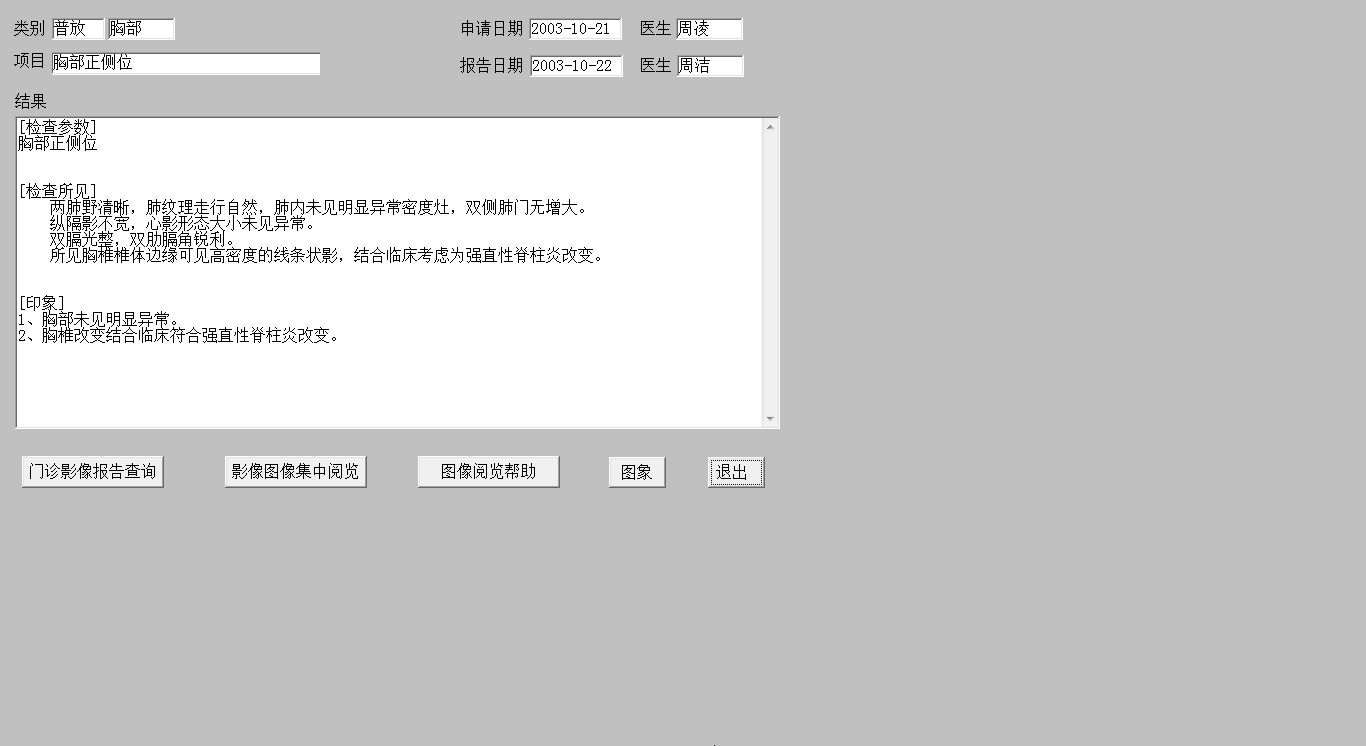 类别 普放 胸部 申请日期 2003-10-21 医生 周凌
项目 胸部正侧位 报告日期 2003-10-22 医生 周洁
结果
[检查参数]
胸部正侧位
[检查所见]
两肺野清晰，肺纹理走行自然，肺内未见明显异常密度灶，双侧肺门无增大。
纵隔影不宽，心影形态大小未见异常。
双膈光整，双肋膈角锐利。
所见胸椎椎体边缘可见高密度的线条状影，结合临床考虑为强直性脊柱炎改变。
[印象]
1、胸部未见明显异常。
2、胸椎改变结合临床符合强直性脊柱炎改变。
门诊影像报告查询 影像图像集中阅览 图像阅览帮助 图象 退出